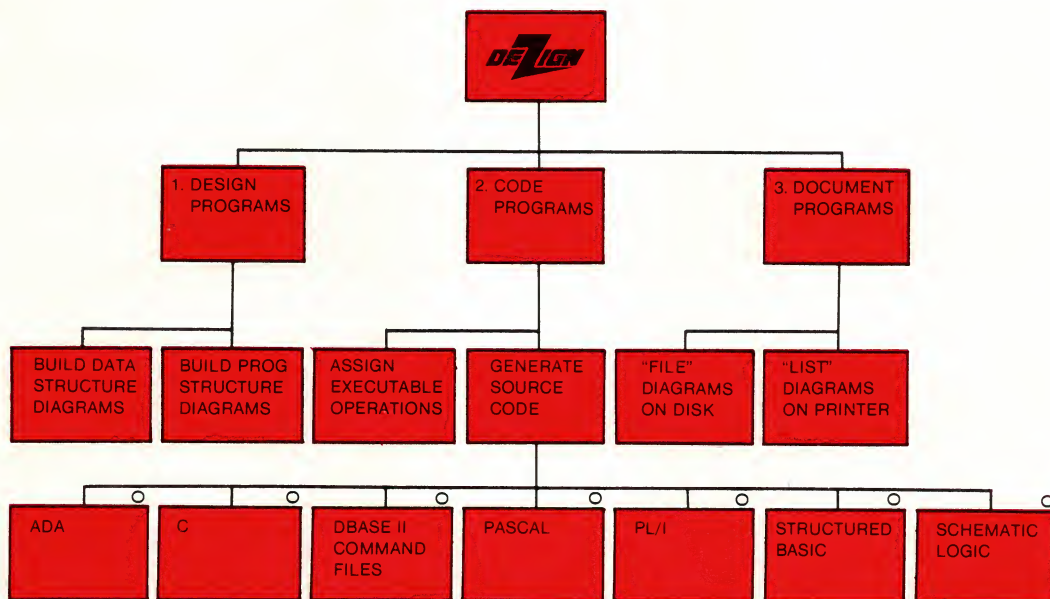 DEZIGN
1. DESIGN
PROGRAMS
2. CODE
PROGRAMS
3. DOCUMENT
PROGRAMS
BUILD DATA
STRUCTURE
DIAGRAMS
BUILD PROG
STRUCTURE
DIAGRAMS
ASSIGN
EXECUTABLE
OPERATIONS
GENERATE
SOURCE
CODE
"FILE"
DIAGRAMS
ON DISK
"LIST"
DIAGRAMS
ON PRINTER
ADA
C
DBASE II
COMMAND
FILES
PASCAL
PL/I
STRUCTURED
BASIC
SCHEMATIC
LOGIC